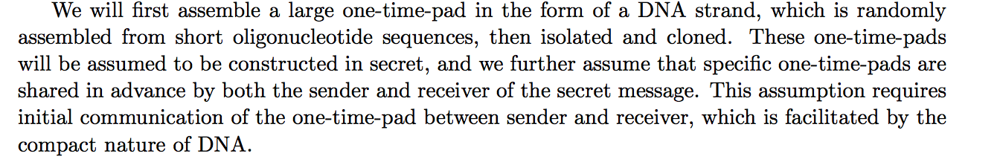 We will first assemble a large one-time-pad in the form of a DNA strand, which is randomly
assembled from short oligonucleotide sequences, then isolated and cloned. These one-time-pads
will be assumed to be constructed in secret, and we further assume that specific one-time-pads are
shared in advance by both the sender and receiver of the secret message. This assumption requires
initial communication of the one-time-pad between sender and receiver, which is facilitated by the
compact nature of DNA.